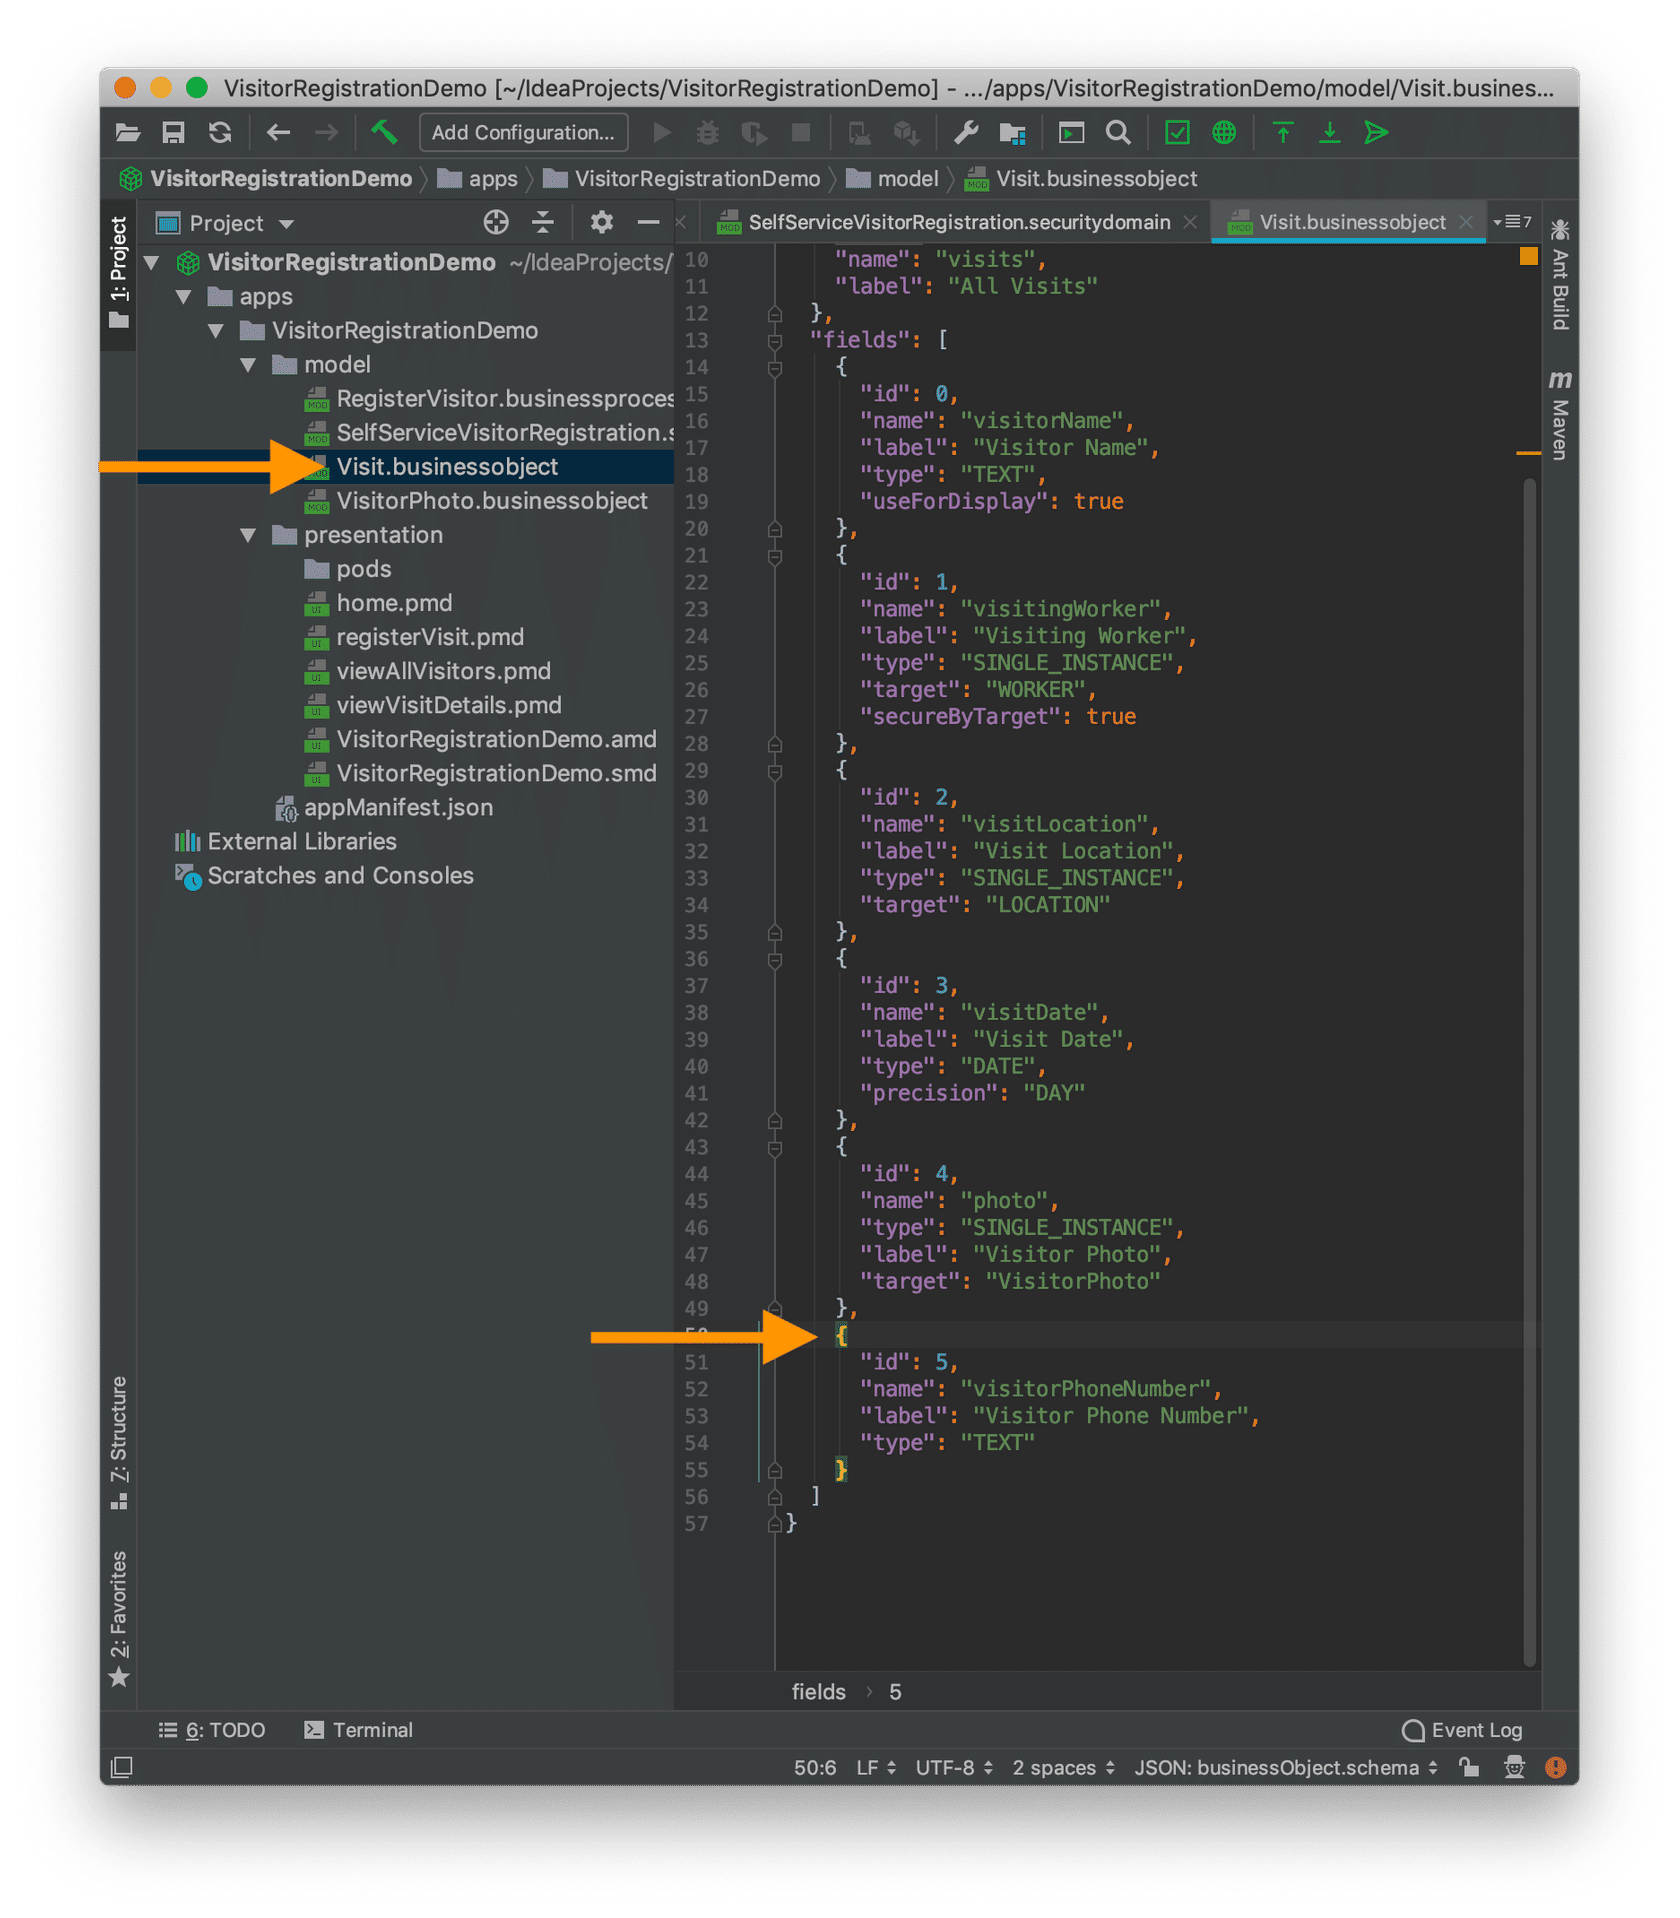 VisitorRegistrationDemo [~/IdeaProjects/VisitorRegistrationDemo] - .../apps/VisitorRegistrationDemo/model/Visit.busines...
Add Configuration...
VisitorRegistrationDemo
apps
VisitorRegistrationDemo
model
Visit.businessobject
1: Project
Project
VisitorRegistrationDemo ~/IdeaProjects/
apps
VisitorRegistrationDemo
model
RegisterVisitor.businessproces
SelfServiceVisitorRegistration.s
Visit.businessobject
VisitorPhoto.businessobject
presentation
pods
home.pmd
registerVisit.pmd
viewAllVisitors.pmd
viewVisitDetails.pmd
VisitorRegistrationDemo.amd
VisitorRegistrationDemo.smd
appManifest.json
External Libraries
Scratches and Consoles
7: Structure
2: Favorites
SelfServiceVisitorRegistration.securitydomain
Visit.businessobject
7
10 "name": "visits",
11 "label": "All Visits"
12 },
13 "fields": [
14 {
15 "id": 0,
16 "name": "visitorName",
17 "label": "Visitor Name",
18 "type": "TEXT",
19 "useForDisplay": true
20 },
21 {
22 "id": 1,
23 "name": "visitingWorker",
24 "label": "Visiting Worker",
25 "type": "SINGLE_INSTANCE",
26 "target": "WORKER",
27 "secureByTarget": true
28 },
29 {
30 "id": 2,
31 "name": "visitLocation",
32 "label": "Visit Location",
33 "type": "SINGLE_INSTANCE",
34 "target": "LOCATION"
35 },
36 {
37 "id": 3,
38 "name": "visitDate",
39 "label": "Visit Date",
40 "type": "DATE",
41 "precision": "DAY"
42 },
43 {
44 "id": 4,
45 "name": "photo",
46 "type": "SINGLE_INSTANCE",
47 "label": "Visitor Photo",
48 "target": "VisitorPhoto"
49 },
50 {
51 "id": 5,
52 "name": "visitorPhoneNumber",
53 "label": "Visitor Phone Number",
54 "type": "TEXT"
55 }
56 ]
57 }
Ant Build
m Maven
fields › 5
6: TODO
Terminal
Event Log
50:6 LF UTF-8 2 spaces JSON: businessObject.schema